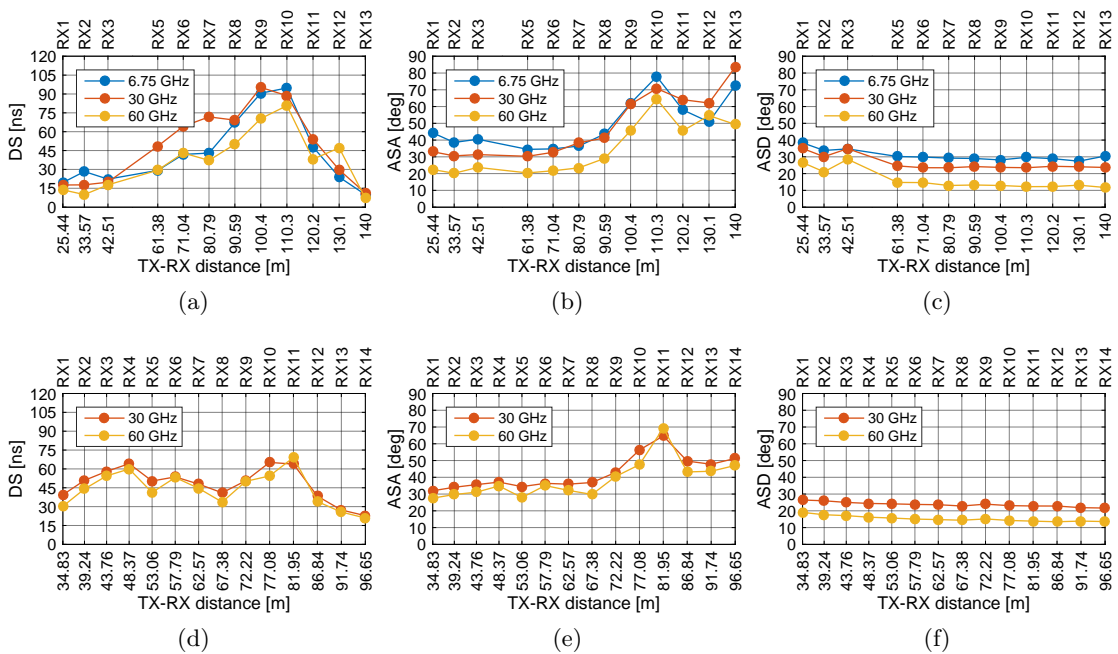 RX1 RX2 RX3 RX5 RX6 RX7 RX8 RX9 RX10 RX11 RX12 RX13
120
105
90
75
60
45
30
15
0
DS [ns]
6.75 GHz
30 GHz
60 GHz
25.44 33.57 42.51 61.38 71.04 80.79 90.59 100.4 110.3 120.2 130.1 140
TX-RX distance [m]
(a)
RX1 RX2 RX3 RX5 RX6 RX7 RX8 RX9 RX10 RX11 RX12 RX13
90
80
70
60
50
40
30
20
10
0
ASA [deg]
6.75 GHz
30 GHz
60 GHz
25.44 33.57 42.51 61.38 71.04 80.79 90.59 100.4 110.3 120.2 130.1 140
TX-RX distance [m]
(b)
RX1 RX2 RX3 RX5 RX6 RX7 RX8 RX9 RX10 RX11 RX12 RX13
90
80
70
60
50
40
30
20
10
0
ASD [deg]
6.75 GHz
30 GHz
60 GHz
25.44 33.57 42.51 61.38 71.04 80.79 90.59 100.4 110.3 120.2 130.1 140
TX-RX distance [m]
(c)
RX1 RX2 RX3 RX4 RX5 RX6 RX7 RX8 RX9 RX10 RX11 RX12 RX13 RX14
120
105
90
75
60
45
30
15
0
DS [ns]
30 GHz
60 GHz
34.83 39.24 43.76 48.37 53.06 57.79 62.57 67.38 72.22 77.08 81.95 86.84 91.74 96.65
TX-RX distance [m]
(d)
RX1 RX2 RX3 RX4 RX5 RX6 RX7 RX8 RX9 RX10 RX11 RX12 RX13 RX14
90
80
70
60
50
40
30
20
10
0
ASA [deg]
30 GHz
60 GHz
34.83 39.24 43.76 48.37 53.06 57.79 62.57 67.38 72.22 77.08 81.95 86.84 91.74 96.65
TX-RX distance [m]
(e)
RX1 RX2 RX3 RX4 RX5 RX6 RX7 RX8 RX9 RX10 RX11 RX12 RX13 RX14
90
80
70
60
50
40
30
20
10
0
ASD [deg]
30 GHz
60 GHz
34.83 39.24 43.76 48.37 53.06 57.79 62.57 67.38 72.22 77.08 81.95 86.84 91.74 96.65
TX-RX distance [m]
(f)